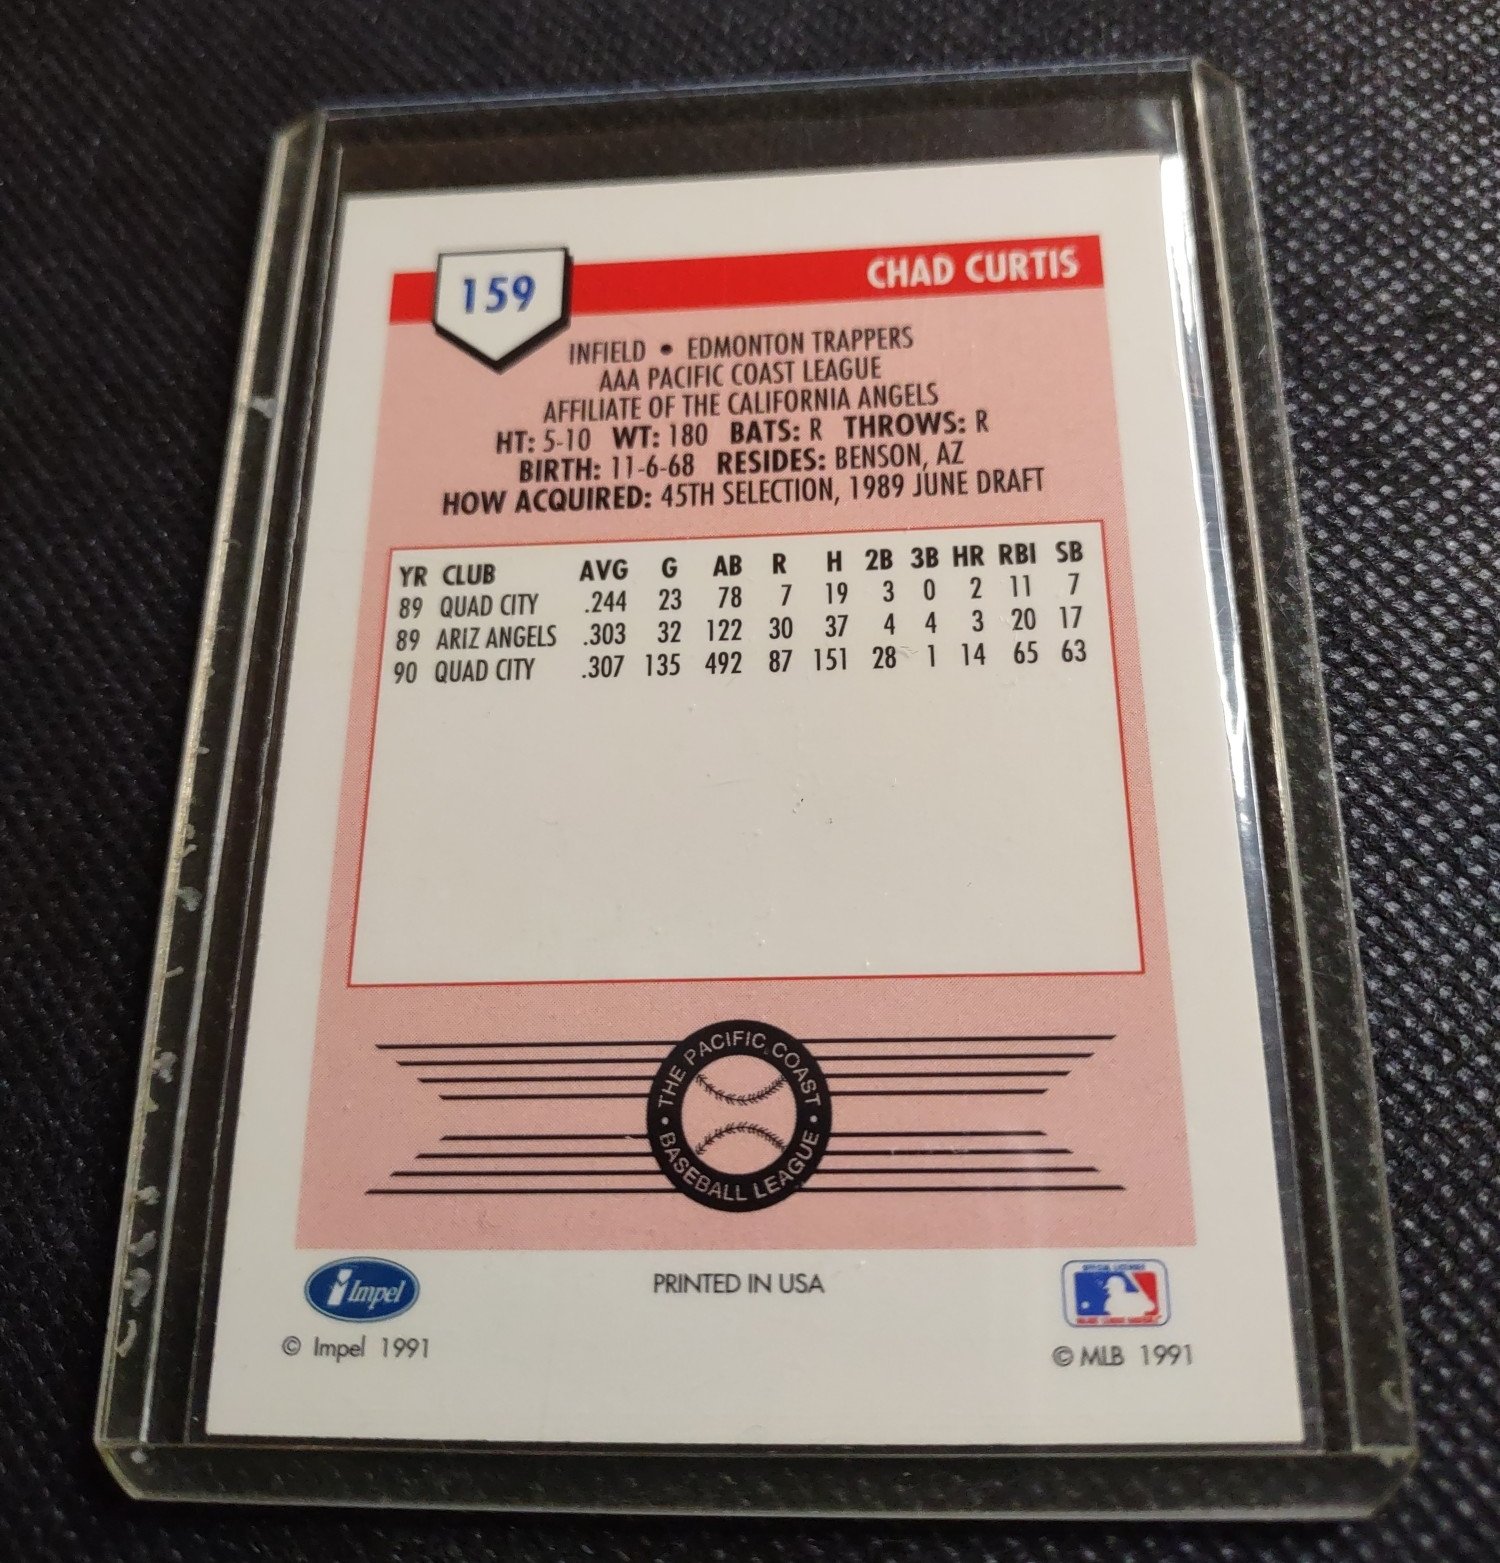 159
CHAD CURTIS
INFIELD • EDMONTON TRAPPERS
AAA PACIFIC COAST LEAGUE
AFFILIATE OF THE CALIFORNIA ANGELS
HT: 5-10 WT: 180 BATS: R THROWS: R
BIRTH: 11-6-68 RESIDES: BENSON, AZ
HOW ACQUIRED: 45TH SELECTION, 1989 JUNE DRAFT
YR CLUB AVG G AB R H 2B 3B HR RBI SB
89 QUAD CITY .244 23 78 7 19 3 0 2 11 7
89 ARIZ ANGELS .303 32 122 30 37 4 4 3 20 17
90 QUAD CITY .307 135 492 87 151 28 1 14 65 63
• THE PACIFIC COAST •
BASEBALL LEAGUE
Impel
PRINTED IN USA
© Impel 1991
© MLB 1991